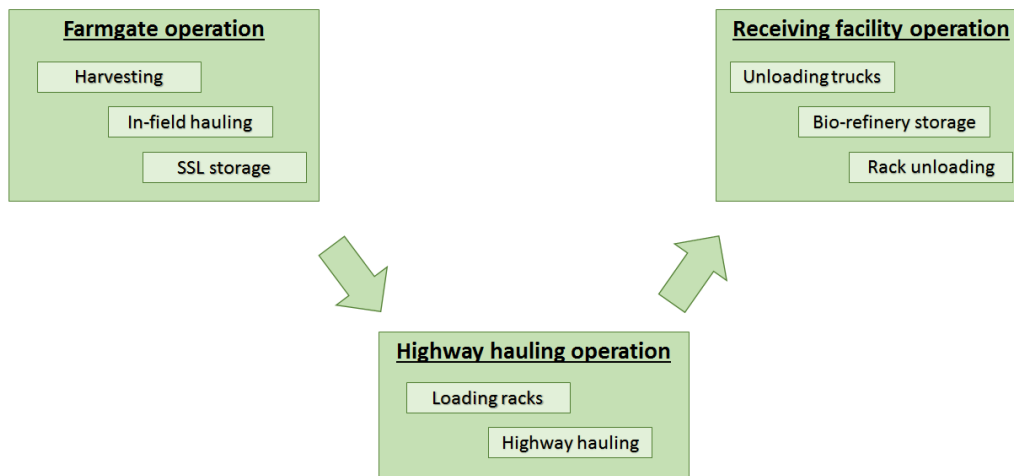 Farmgate operation
Harvesting
In-field hauling
SSL storage
Receiving facility operation
Unloading trucks
Bio-refinery storage
Rack unloading
Highway hauling operation
Loading racks
Highway hauling